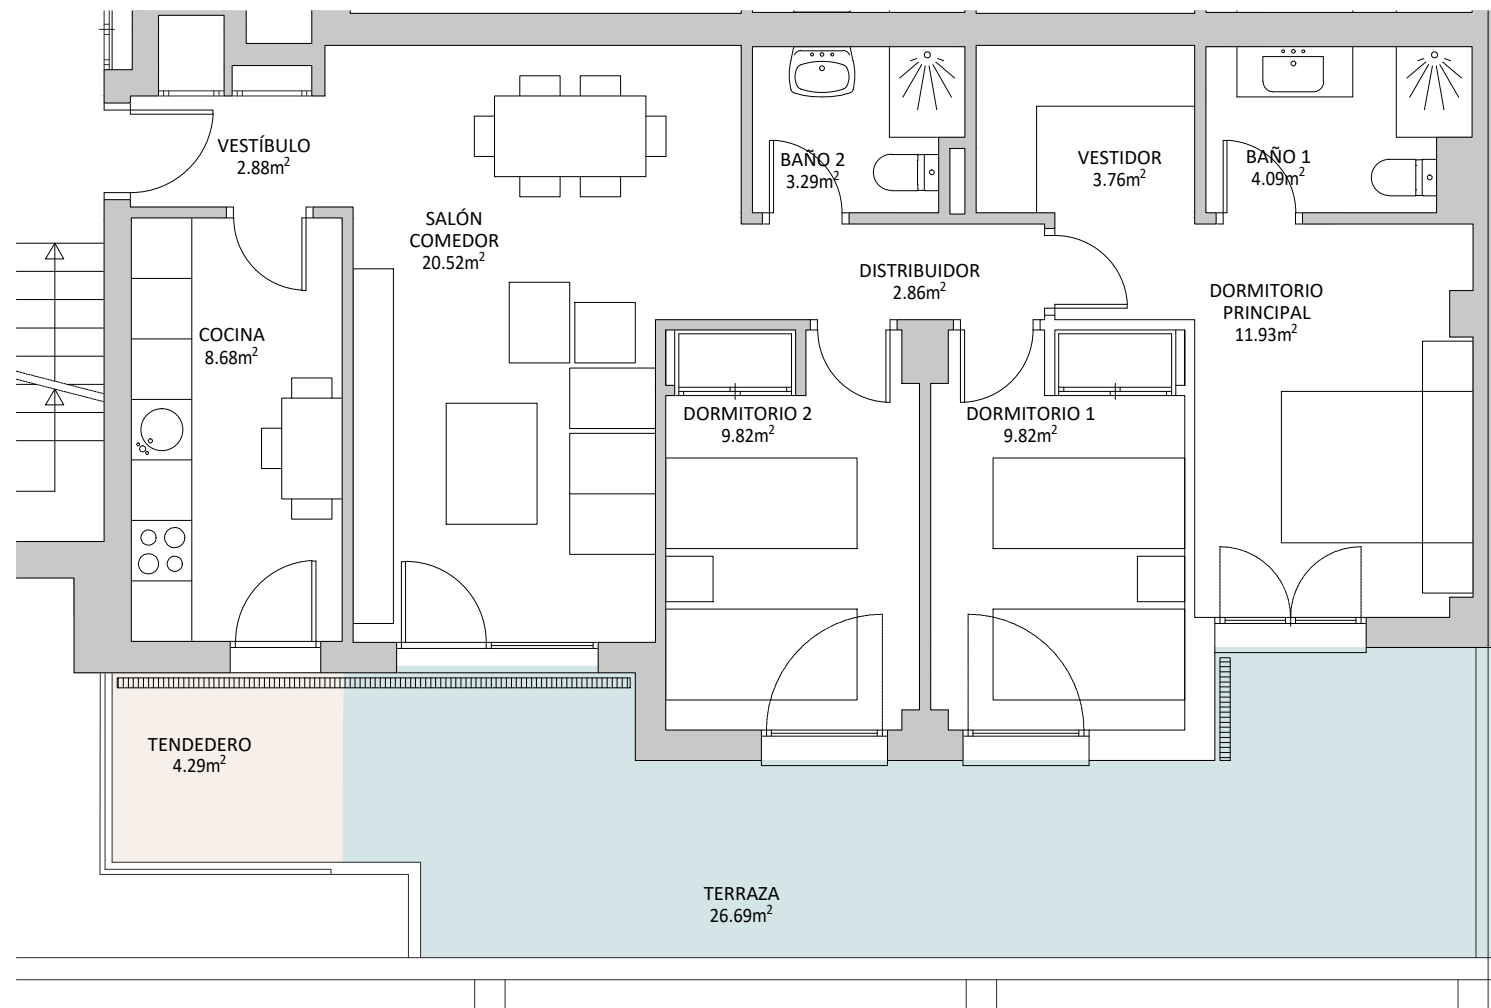 VESTÍBULO
2.88m²
SALÓN
COMEDOR
20.52m²
BAÑO 2
3.29m²
VESTIDOR
3.76m²
BAÑO 1
4.09m²
DISTRIBUIDOR
2.86m²
DORMITORIO
PRINCIPAL
11.93m²
COCINA
8.68m²
DORMITORIO 2
9.82m²
DORMITORIO 1
9.82m²
TENDEDERO
4.29m²
TERRAZA
26.69m²